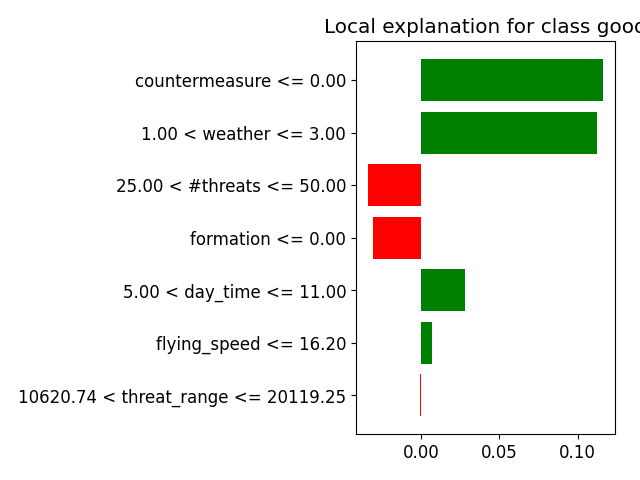 Local explanation for class good
countermeasure <= 0.00
1.00 < weather <= 3.00
25.00 < #threats <= 50.00
formation <= 0.00
5.00 < day_time <= 11.00
flying_speed <= 16.20
10620.74 < threat_range <= 20119.25
0.00 0.05 0.10